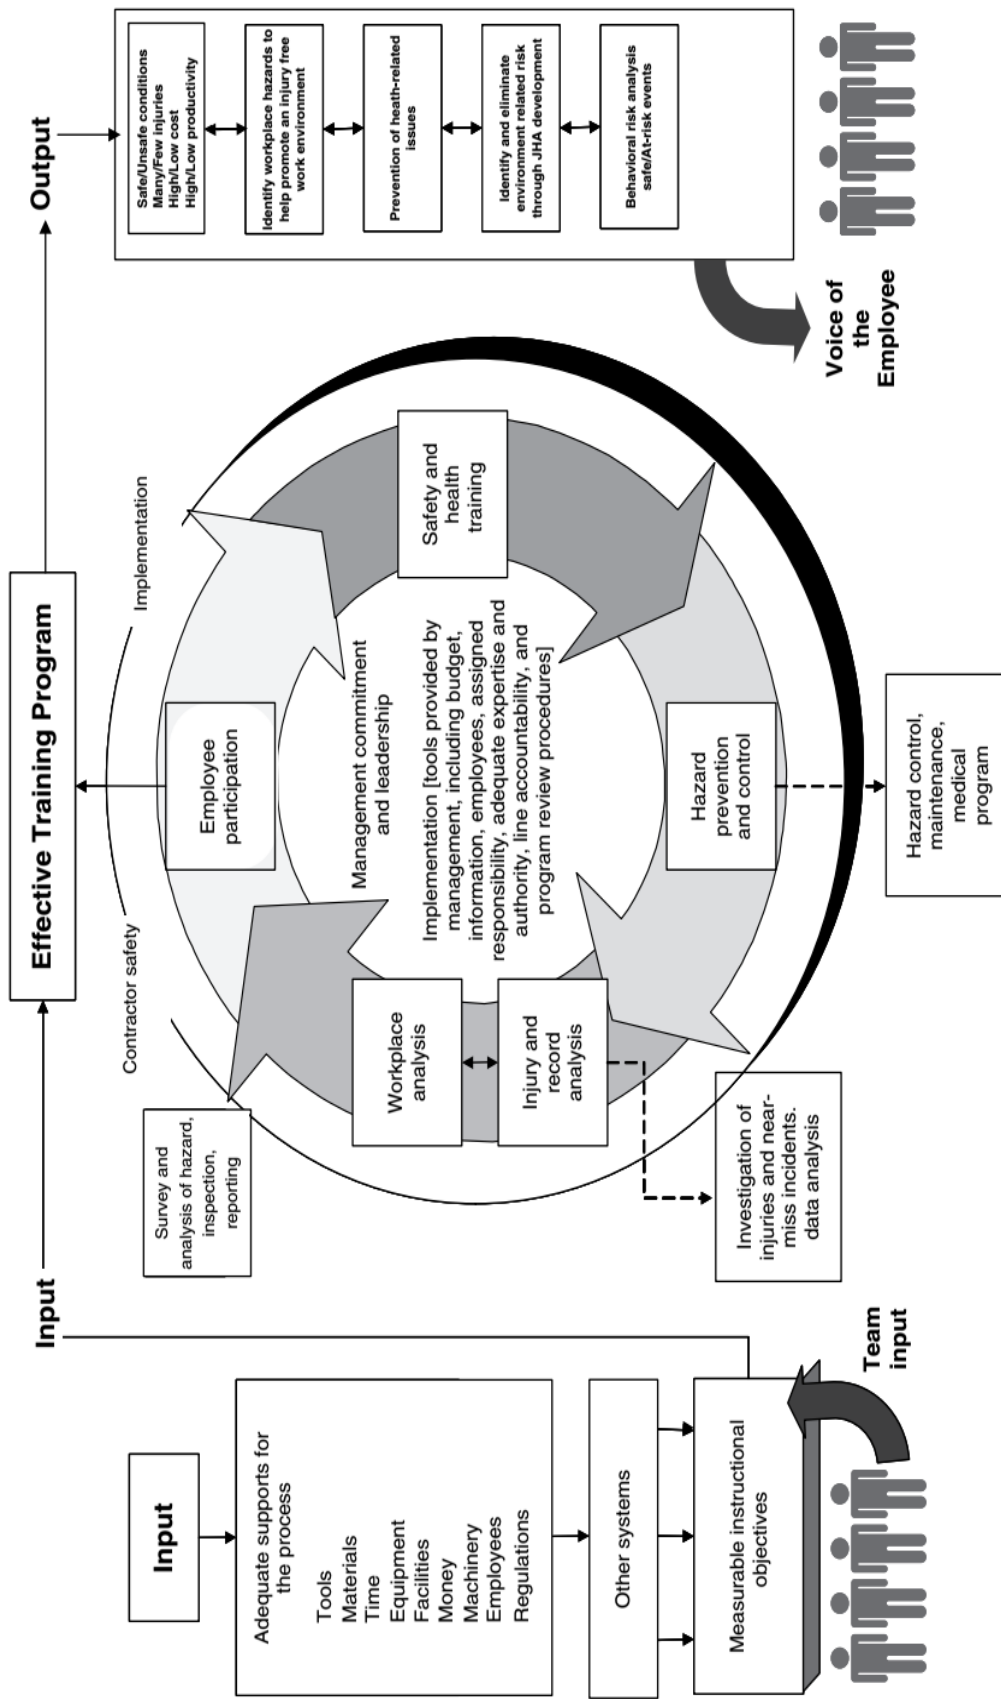 Effective Training Program
Input
Output
Input
Adequate supports for
the process
Tools
Materials
Time
Equipment
Facilities
Money
Machinery
Employees
Regulations
Other systems
Measurable instructional
objectives
Team
input
Survey and
analysis of hazard,
inspection,
reporting
Contractor safety
Implementation
Employee
participation
Management commitment
and leadership
Implementation [tools provided by
management, including budget,
information, employees, assigned
responsibility, adequate expertise and
authority, line accountability, and
program review procedures]
Workplace
analysis
Injury and
record
analysis
Safety and
health
training
Hazard
prevention
and control
Investigation of
injuries and near-
miss incidents.
data analysis
Hazard control,
maintenance,
medical
program
Safe/Unsafe conditions
Many/Few injuries
High/Low cost
High/Low productivity
Identify workplace hazards to
help promote an injury free
work environment
Prevention of heath-related
issues
Identify and eliminate
environment related risk
through JHA development
Behavioral risk analysis
safe/At-risk events
Voice of
the
Employee